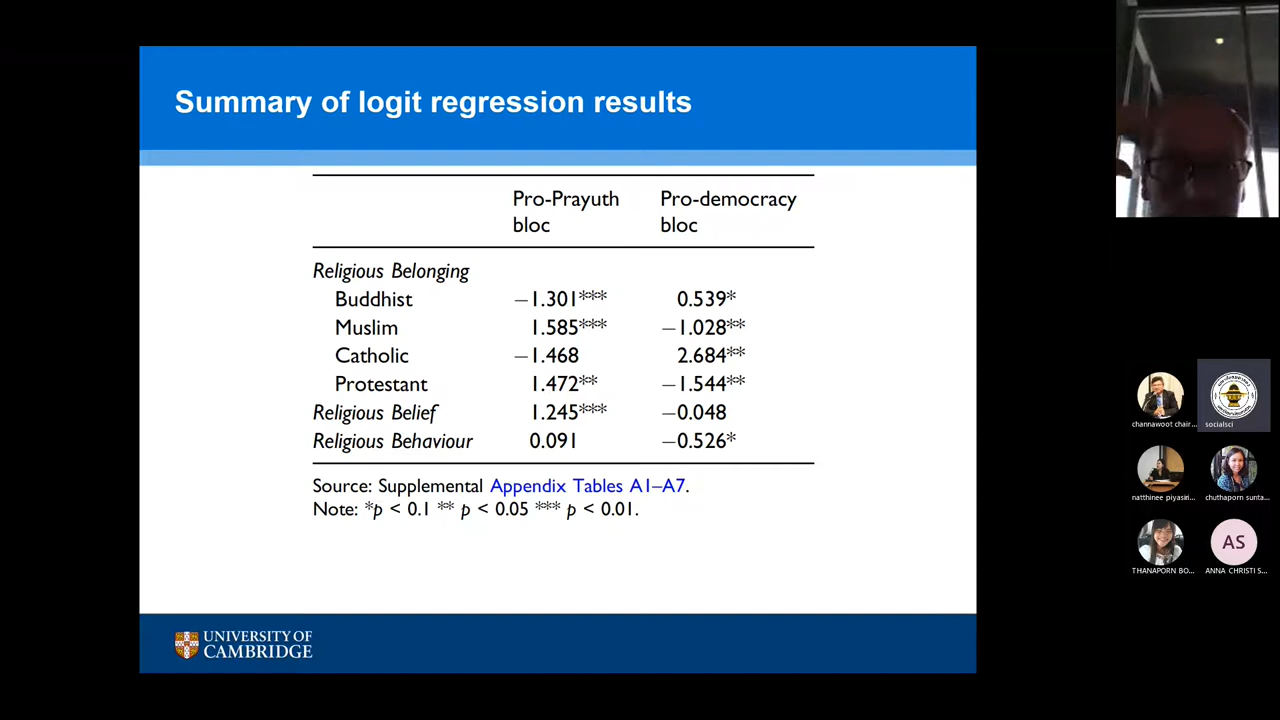 Summary of logit regression results
Pro-Prayuth bloc
Pro-democracy bloc
Religious Belonging
Buddhist −1.301*** 0.539*
Muslim 1.585*** −1.028**
Catholic −1.468 2.684**
Protestant 1.472** −1.544**
Religious Belief 1.245*** −0.048
Religious Behaviour 0.091 −0.526*
Source: Supplemental Appendix Tables A1–A7.
Note: *p < 0.1 ** p < 0.05 *** p < 0.01.
UNIVERSITY OF
CAMBRIDGE
channawoot chair... socialsci
natthinee piyasiri... chuthaporn sunta...
AS
THANAPORN BO... ANNA CHRISTI S...